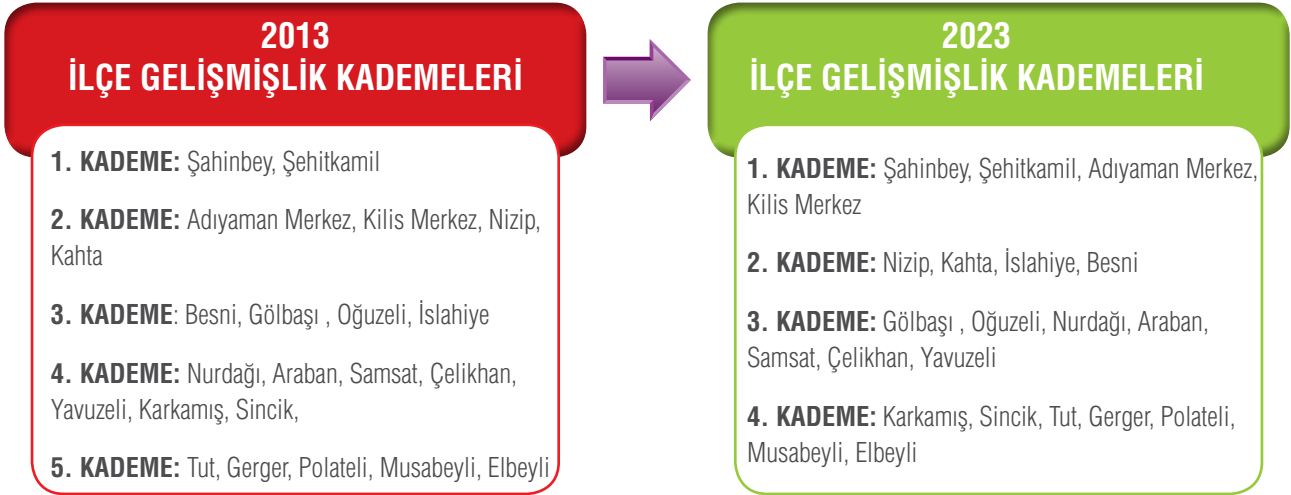 2013
İLÇE GELİŞMİŞLİK KADEMELERİ
1. KADEME: Şahinbey, Şehitkamil
2. KADEME: Adıyaman Merkez, Kilis Merkez, Nizip,
Kahta
3. KADEME: Besni, Gölbaşı , Oğuzeli, İslahiye
4. KADEME: Nurdağı, Araban, Samsat, Çelikhan,
Yavuzeli, Karkamış, Sincik,
5. KADEME: Tut, Gerger, Polateli, Musabeyli, Elbeyli
2023
İLÇE GELİŞMİŞLİK KADEMELERİ
1. KADEME: Şahinbey, Şehitkamil, Adıyaman Merkez,
Kilis Merkez
2. KADEME: Nizip, Kahta, İslahiye, Besni
3. KADEME: Gölbaşı , Oğuzeli, Nurdağı, Araban,
Samsat, Çelikhan, Yavuzeli
4. KADEME: Karkamış, Sincik, Tut, Gerger, Polateli,
Musabeyli, Elbeyli